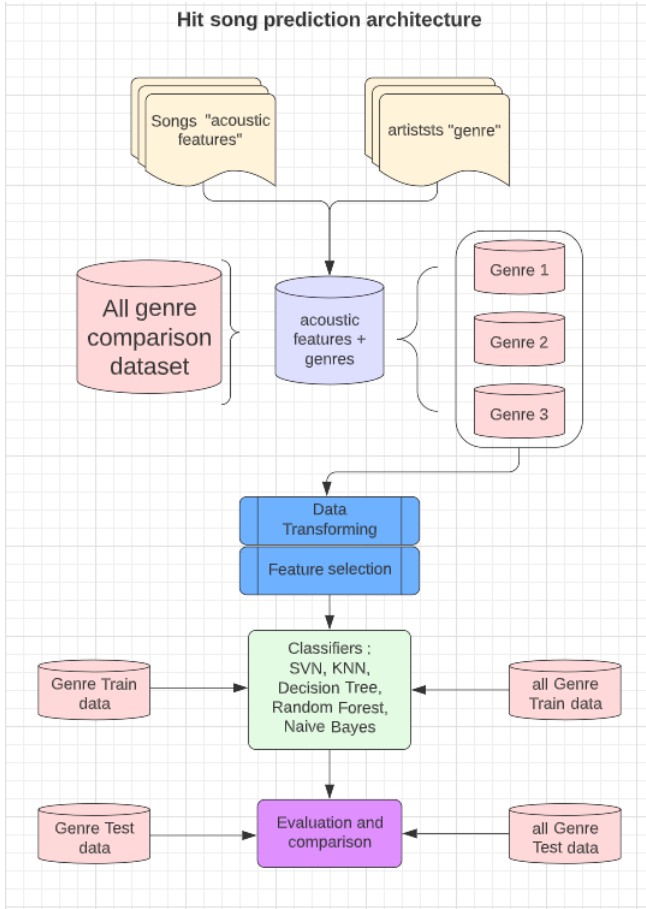 Hit song prediction architecture
Songs "acoustic
features"
artiststs "genre"
All genre
comparison
dataset
acoustic
features +
genres
Genre 1
Genre 2
Genre 3
Data
Transforming
Feature selection
Classifiers ;
SVN, KNN,
Decision Tree,
Random Forest,
Naive Bayes
Genre Train
data
all Genre
Train data
Evaluation and
comparison
Genre Test
data
all Genre
Test data